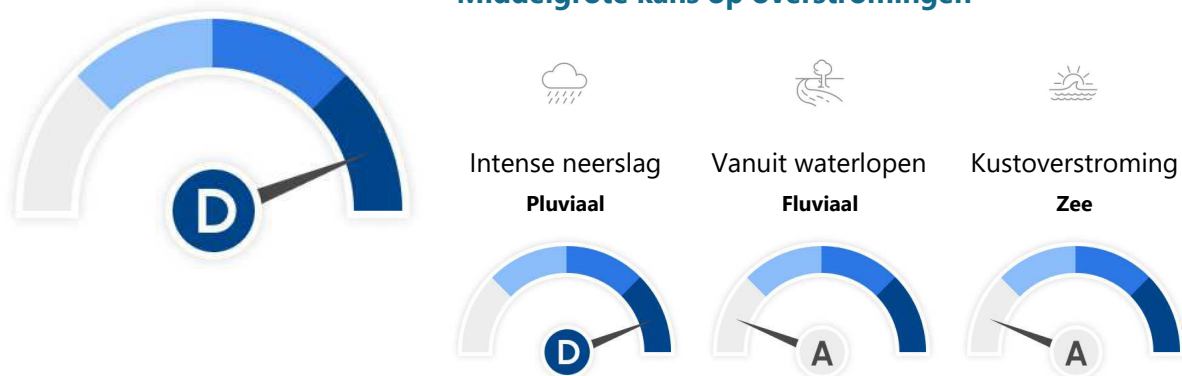 Middelgrote kans op overstromingen
D
Intense neerslag
Vanuit waterlopen
Kustoverstroming
Pluviaal
Fluviaal
Zee
D
A
A